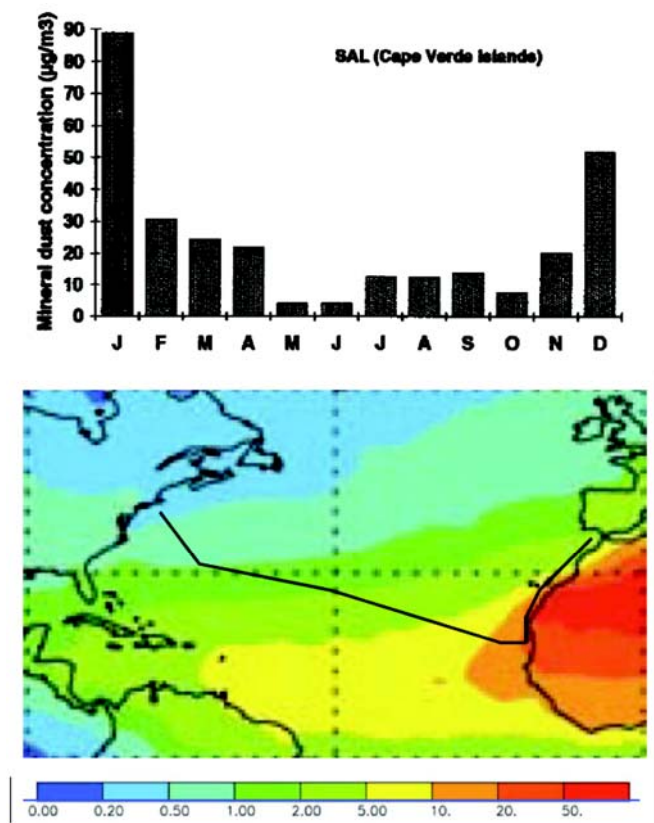 Mineral dust concentration (µg/m3)
90
80
70
60
50
40
30
20
10
0
SAL (Cape Verde Islande)
J F M A M J J A S O N D
0.00 0.20 0.50 1.00 2.00 5.00 10. 20. 50.